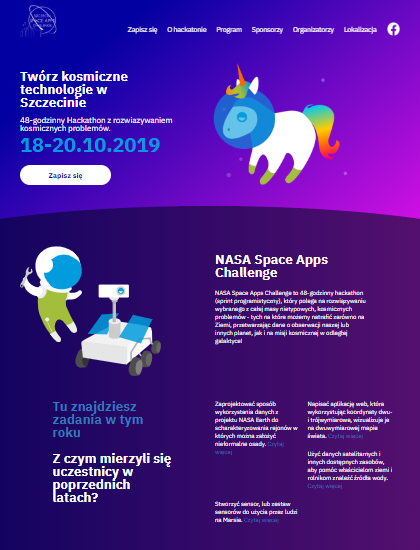 SPACE APPS
Zapisz się O hackatonie Program Sponsorzy Organizatorzy Lokalizacja
Twórz kosmiczne
technologie w
Szczecinie
48-godzinny Hackathon z rozwiązywaniem
kosmicznych problemów.
18-20.10.2019
Zapisz się
NASA Space Apps
Challenge
NASA Space Apps Challenge to 48-godzinny hackathon
(sprint programistyczny), który polega na rozwiązywaniu
wybranego z całej masy nietypowych, kosmicznych
problemów - tych na które możemy natrafić zarówno na
Ziemi, przetwarzając dane o obserwacji naszej lub
innych planet, jak i na misji kosmicznej w odległej
galaktyce!
Tu znajdziesz
zadania w tym
roku
Z czym mierzyli się
uczestnicy w
poprzednich
latach?
Zaprojektować sposób
wykorzystania danych z
projektu NASA Earth do
scharakteryzowania rejonów w
których można założyć
nieformalne osady. Czytaj
więcej
Stworzyć sensor, lub zestaw
sensorów do użycia przez ludzi
na Marsie. Czytaj więcej
Napisać aplikację web, która
wykorzystując koordynaty dwu-
i trójwymiarowe, wizualizuje je
na dwuwymiarowej mapie
świata. Czytaj więcej
Użyć danych satelitarnych i
innych dostępnych zasobów,
aby pomóc właścicielom ziemi i
rolnikom znaleźć źródła wody.
Czytaj więcej